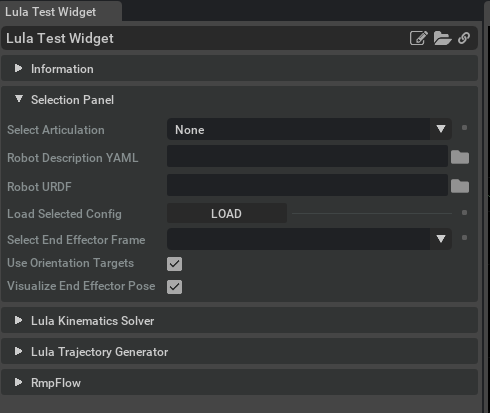 Lula Test Widget
Lula Test Widget
Information
Selection Panel
Select Articulation None
Robot Description YAML
Robot URDF
Load Selected Config LOAD
Select End Effector Frame
Use Orientation Targets
Visualize End Effector Pose
Lula Kinematics Solver
Lula Trajectory Generator
RmpFlow